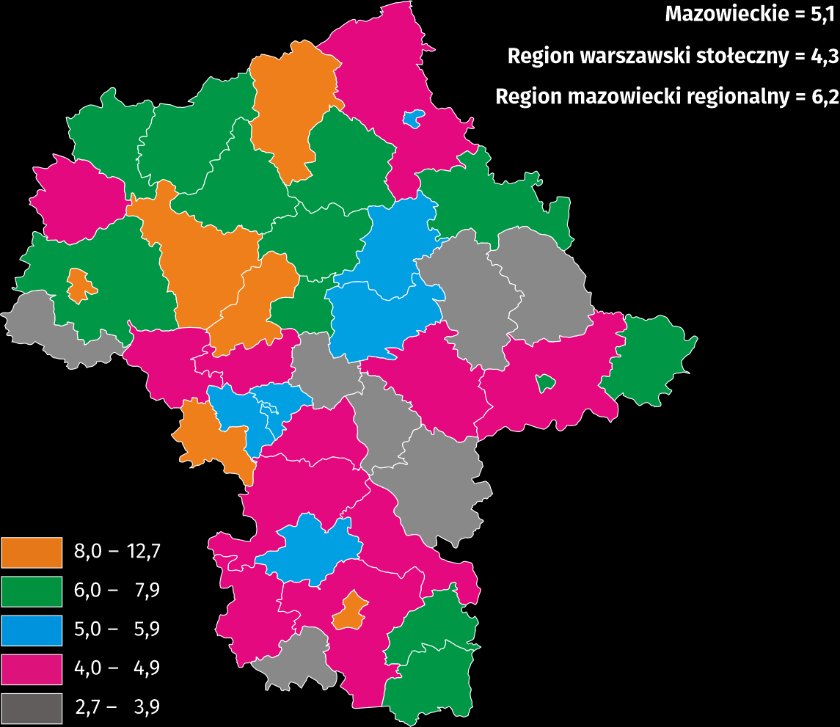 Mazowieckie = 5,1
Region warszawski stołeczny = 4,3
Region mazowiecki regionalny = 6,2
8,0 – 12,7
6,0 – 7,9
5,0 – 5,9
4,0 – 4,9
2,7 – 3,9